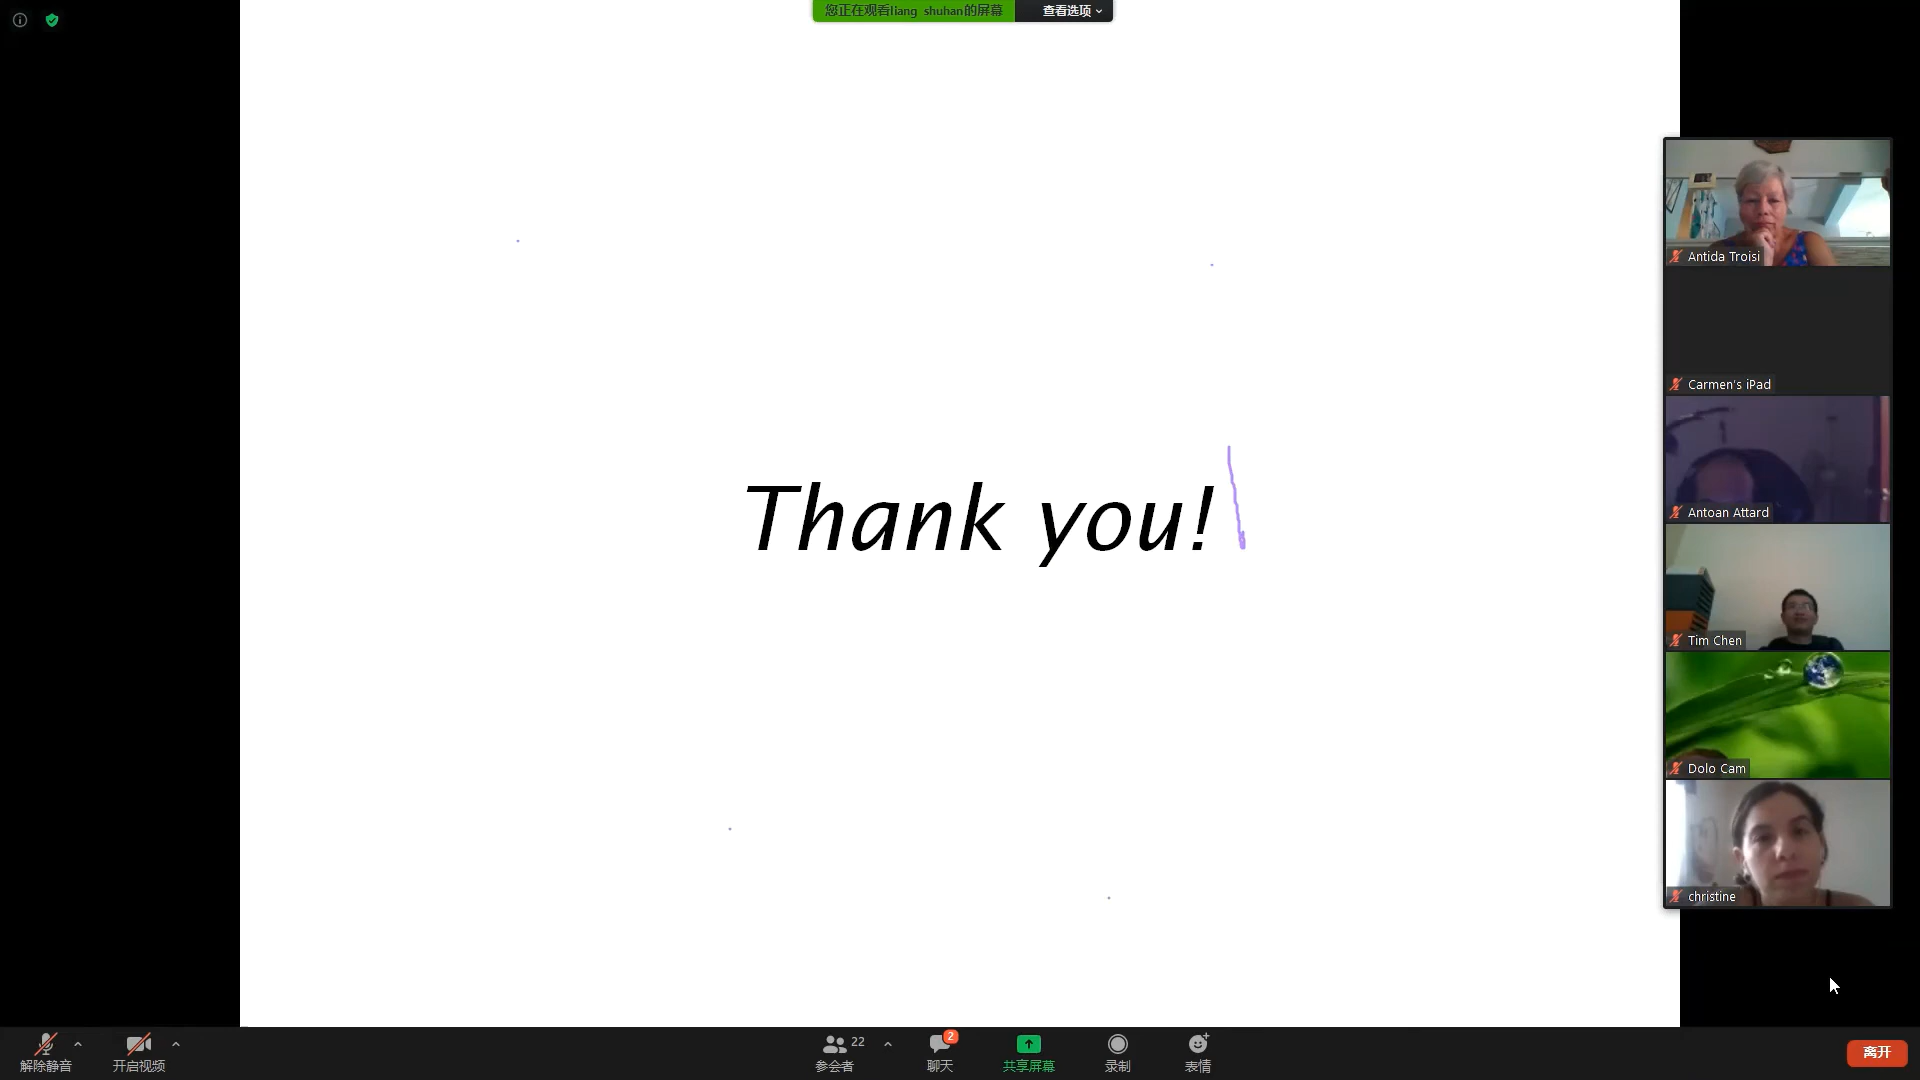 您正在观看liang shuhan的屏幕
查看选项
Thank you!
Antida Troisi
Carmen's iPad
Antoan Attard
Tim Chen
Dolo Cam
christine
解除静音
开启视频
22
参会者
2
聊天
共享屏幕
录制
表情
离开